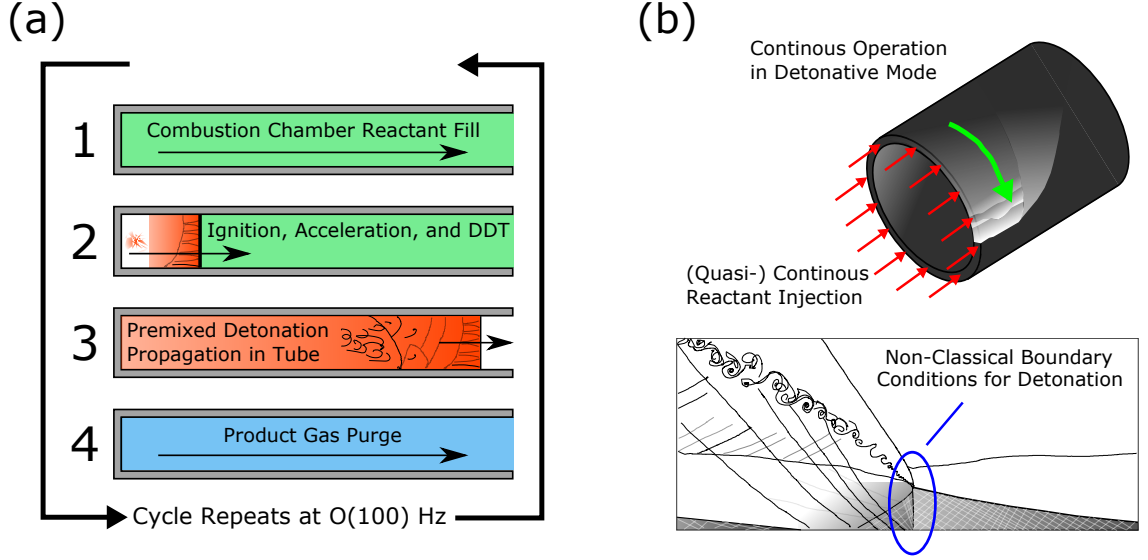 (a)
1
Combustion Chamber Reactant Fill
2
Ignition, Acceleration, and DDT
3
Premixed Detonation
Propagation in Tube
4
Product Gas Purge
Cycle Repeats at O(100) Hz
(b)
Continous Operation
in Detonative Mode
(Quasi-) Continous
Reactant Injection
Non-Classical Boundary
Conditions for Detonation